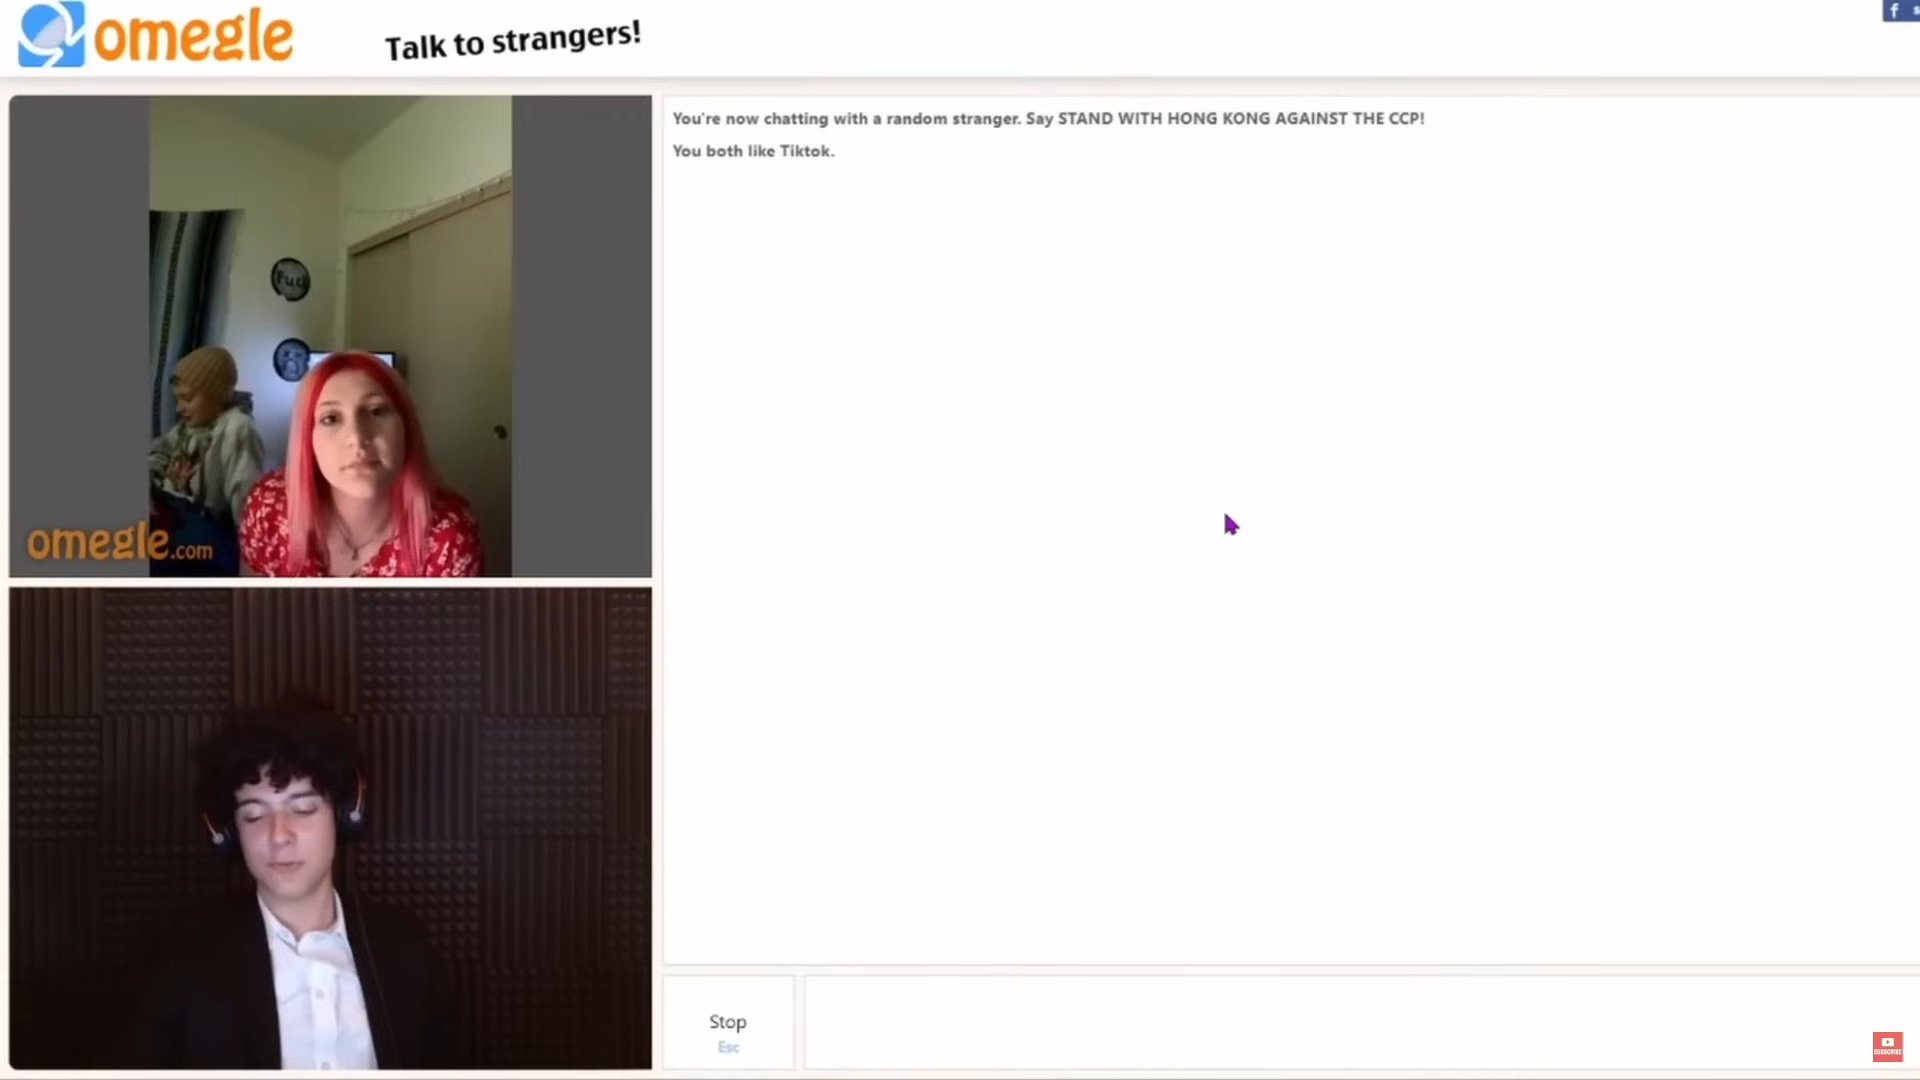 omegle
Talk to strangers!
f
You're now chatting with a random stranger. Say STAND WITH HONG KONG AGAINST THE CCP!
You both like Tiktok.
omegle.com
Stop
Esc
SUBSCRIBE